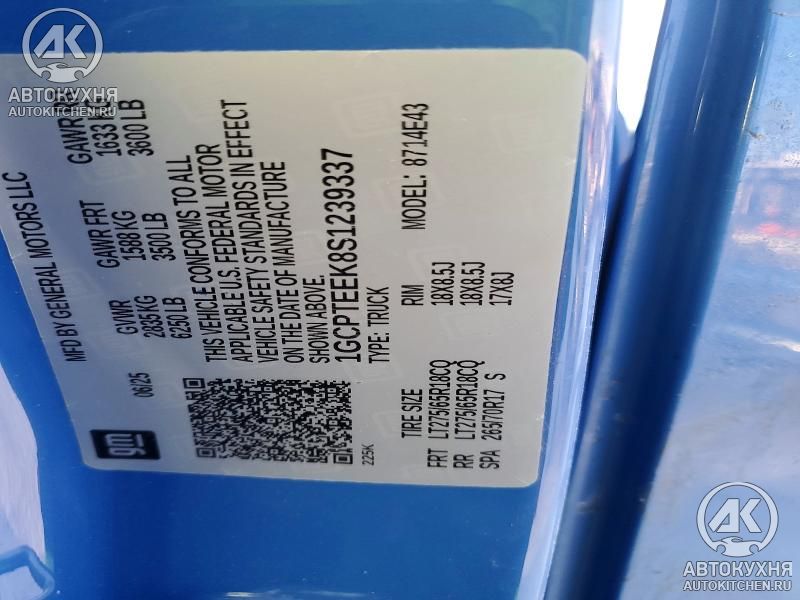 АВТОКУХНЯ
AUTOKITCHEN.RU
MFD BY GENERAL MOTORS LLC
gm
06/25
GVWR
2835 KG
6250 LB
GAWR FRT
1588 KG
3500 LB
GAWR
1633
3600 LB
THIS VEHICLE CONFORMS TO ALL
APPLICABLE U.S. FEDERAL MOTOR
VEHICLE SAFETY STANDARDS IN EFFECT
ON THE DATE OF MANUFACTURE
SHOWN ABOVE.
1GCPTEEK8S1239337
TYPE: TRUCK
MODEL: 8714E43
225K
TIRE SIZE RIM
FRT LT275/65R18CQ 18X8.5J
RR LT275/65R18CQ 18X8.5J
SPA 265/70R17 S 17X8J
АВТОКУХНЯ
AUTOKITCHEN.RU